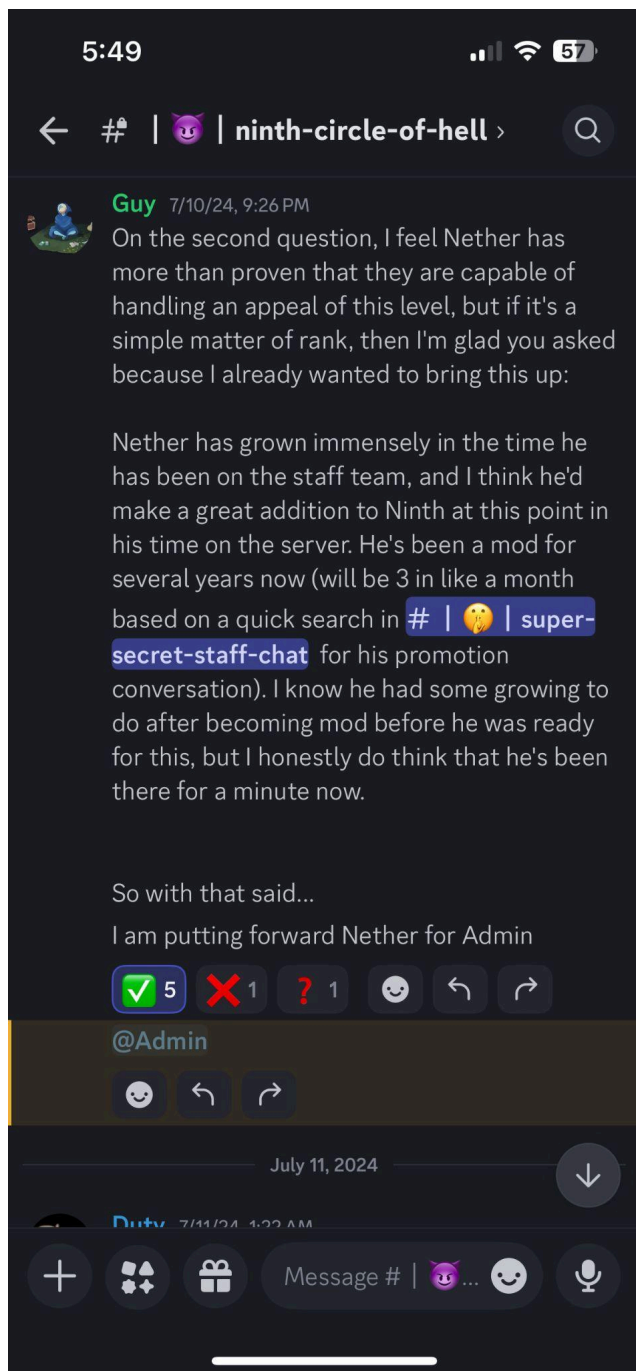 5:49
57
# | 😈 | ninth-circle-of-hell ›
Guy 7/10/24, 9:26 PM
On the second question, I feel Nether has
more than proven that they are capable of
handling an appeal of this level, but if it's a
simple matter of rank, then I'm glad you asked
because I already wanted to bring this up:
Nether has grown immensely in the time he
has been on the staff team, and I think he'd
make a great addition to Ninth at this point in
his time on the server. He's been a mod for
several years now (will be 3 in like a month
based on a quick search in # | 🤫 | super-
secret-staff-chat for his promotion
conversation). I know he had some growing to
do after becoming mod before he was ready
for this, but I honestly do think that he's been
there for a minute now.
So with that said...
I am putting forward Nether for Admin
✅ 5 ❌ 1 ❓ 1
@Admin
July 11, 2024
Duty 7/11/24, 1:22 AM
Message # | 😈...